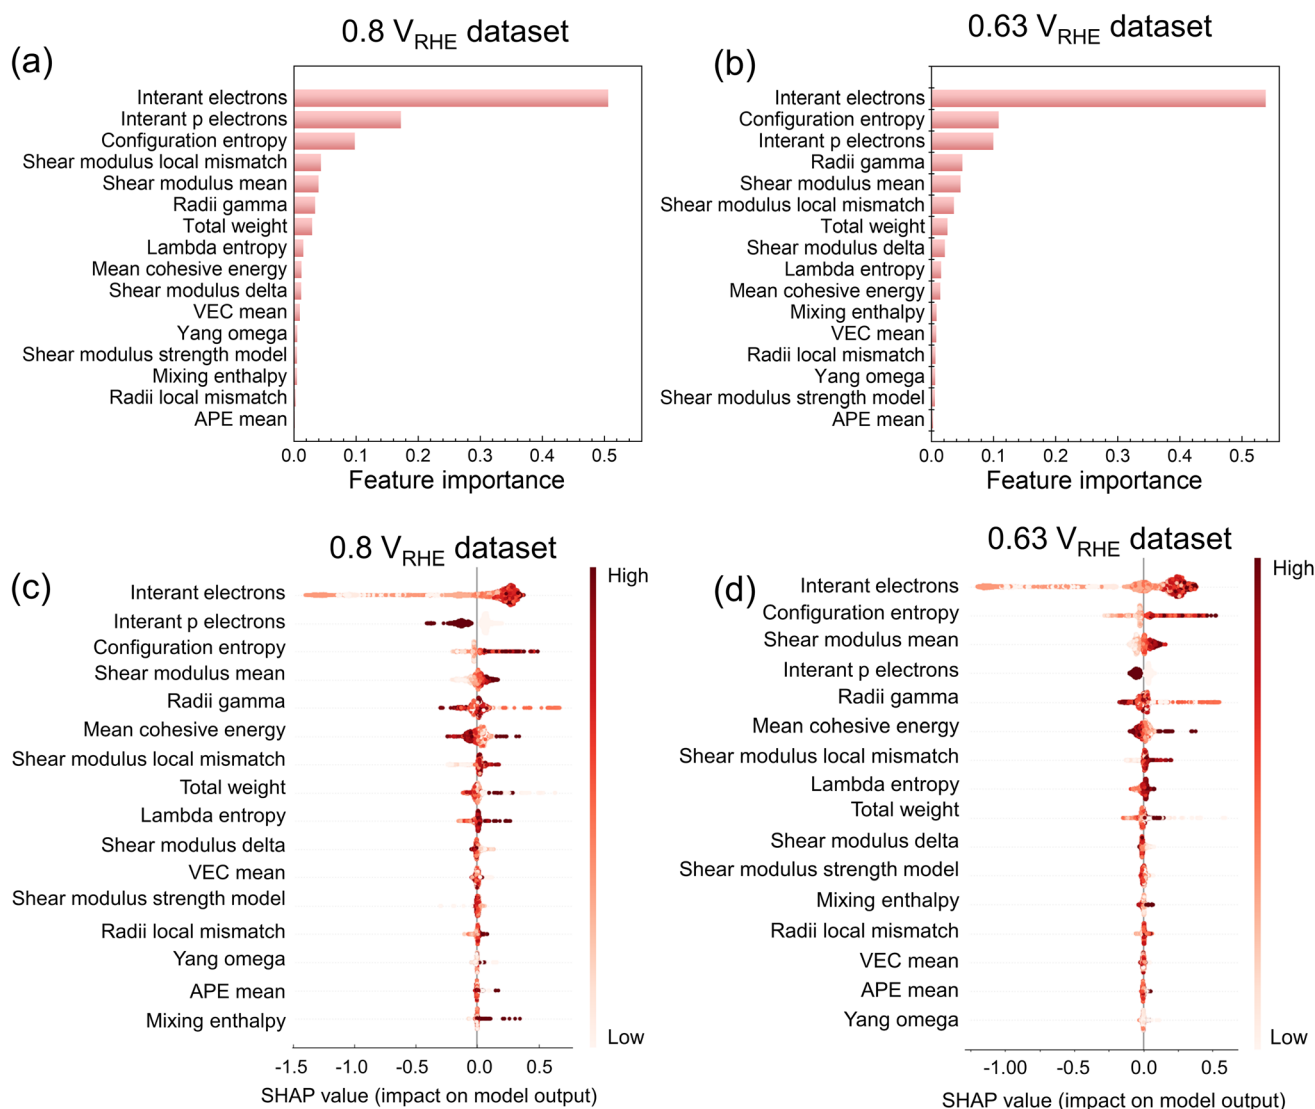 0.8 VRHE dataset
(a)
Interant electrons
Interant p electrons
Configuration entropy
Shear modulus local mismatch
Shear modulus mean
Radii gamma
Total weight
Lambda entropy
Mean cohesive energy
Shear modulus delta
VEC mean
Yang omega
Shear modulus strength model
Mixing enthalpy
Radii local mismatch
APE mean
0.0 0.1 0.2 0.3 0.4 0.5
Feature importance
0.63 VRHE dataset
(b)
Interant electrons
Configuration entropy
Interant p electrons
Radii gamma
Shear modulus mean
Shear modulus local mismatch
Total weight
Shear modulus delta
Lambda entropy
Mean cohesive energy
Mixing enthalpy
VEC mean
Radii local mismatch
Yang omega
Shear modulus strength model
APE mean
0.0 0.1 0.2 0.3 0.4 0.5
Feature importance
0.8 VRHE dataset
(c)
High
Interant electrons
Interant p electrons
Configuration entropy
Shear modulus mean
Radii gamma
Mean cohesive energy
Shear modulus local mismatch
Total weight
Lambda entropy
Shear modulus delta
VEC mean
Shear modulus strength model
Radii local mismatch
Yang omega
APE mean
Mixing enthalpy
Low
-1.5 -1.0 -0.5 0.0 0.5
SHAP value (impact on model output)
0.63 VRHE dataset
(d)
High
Interant electrons
Configuration entropy
Shear modulus mean
Interant p electrons
Radii gamma
Mean cohesive energy
Shear modulus local mismatch
Lambda entropy
Total weight
Shear modulus delta
Shear modulus strength model
Mixing enthalpy
Radii local mismatch
VEC mean
APE mean
Yang omega
Low
-1.00 -0.5 0.0 0.5
SHAP value (impact on model output)